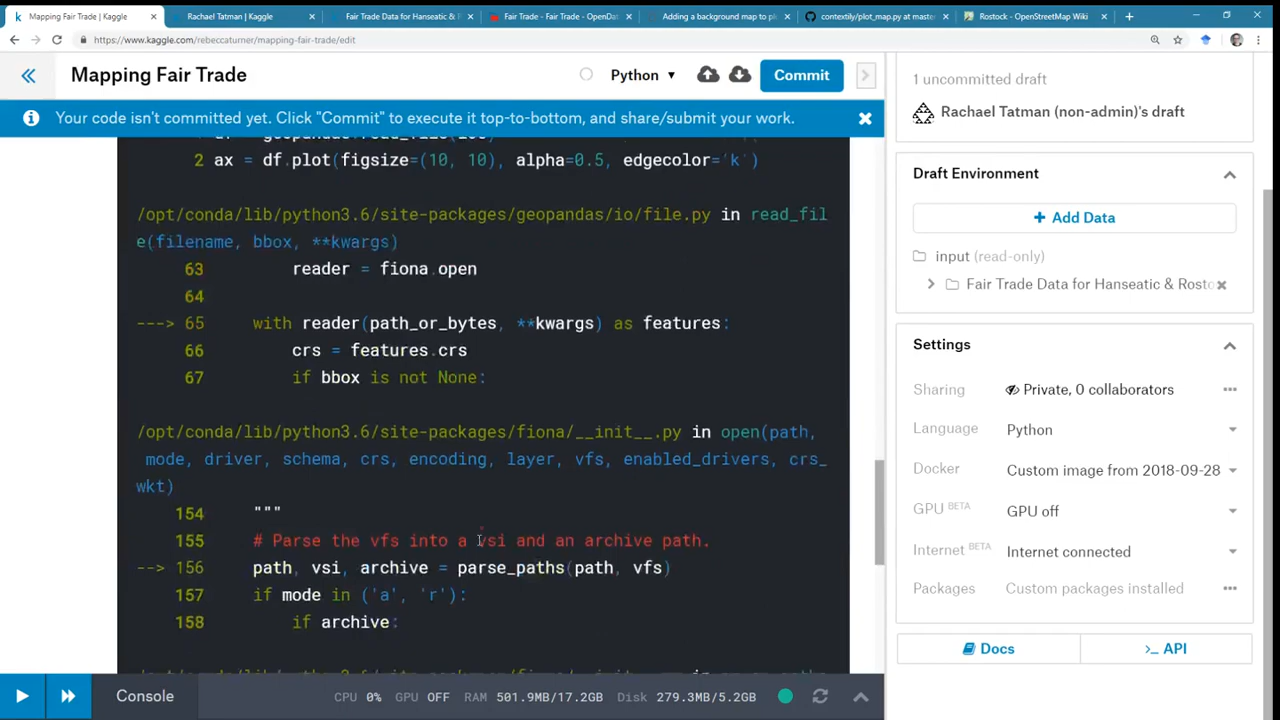 Mapping Fair Trade | Kaggle
Rachael Tatman | Kaggle
Fair Trade Data for Hanseatic & R
Fair Trade - Fair Trade - OpenDat
Adding a background map to pl
contextily/plot_map.py at master
Rostock - OpenStreetMap Wiki
https://www.kaggle.com/rebeccaturner/mapping-fair-trade/edit
Mapping Fair Trade
Python
Commit
Your code isn't committed yet. Click "Commit" to execute it top-to-bottom, and share/submit your work.
2 ax = df.plot(figsize=(10, 10), alpha=0.5, edgecolor='k')
/opt/conda/lib/python3.6/site-packages/geopandas/io/file.py in read_fil
e(filename, bbox, **kwargs)
63 reader = fiona.open
64
---> 65 with reader(path_or_bytes, **kwargs) as features:
66 crs = features.crs
67 if bbox is not None:
/opt/conda/lib/python3.6/site-packages/fiona/__init__.py in open(path,
mode, driver, schema, crs, encoding, layer, vfs, enabled_drivers, crs_
wkt)
154 """
155 # Parse the vfs into a vsi and an archive path.
--> 156 path, vsi, archive = parse_paths(path, vfs)
157 if mode in ('a', 'r'):
158 if archive:
Console
CPU 0% GPU OFF RAM 501.9MB/17.2GB Disk 279.3MB/5.2GB
1 uncommitted draft
Rachael Tatman (non-admin)'s draft
Draft Environment
+ Add Data
input (read-only)
Fair Trade Data for Hanseatic & Rosto
Settings
Sharing Private, 0 collaborators
Language Python
Docker Custom image from 2018-09-28
GPU BETA GPU off
Internet BETA Internet connected
Packages Custom packages installed
Docs
>_ API